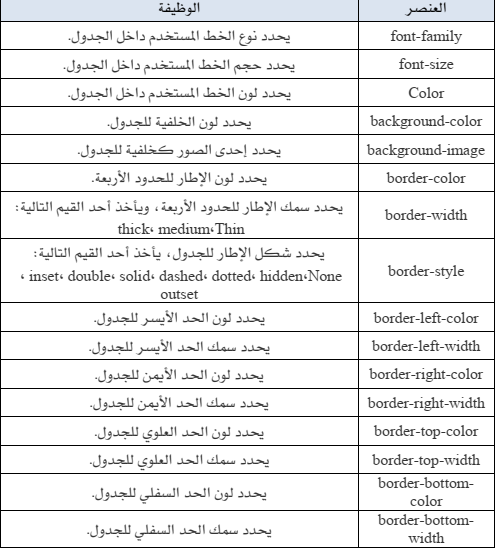 العنصر الوظيفة
font-family يحدد نوع الخط المستخدم داخل الجدول.
font-size يحدد حجم الخط المستخدم داخل الجدول.
Color يحدد لون الخط المستخدم داخل الجدول.
background-color يحدد لون الخلفية للجدول.
background-image يحدد إحدى الصور كخلفية للجدول.
border-color يحدد لون الإطار للحدود الأربعة.
border-width يحدد سمك الإطار للحدود الأربعة، ويأخذ أحد القيم التالية:
thick، medium،Thin
border-style يحدد شكل الإطار للجدول، يأخذ أحد القيم التالية:
، inset، double، solid، dashed، dotted، hidden،None
outset
border-left-color يحدد لون الحد الأيسر للجدول.
border-left-width يحدد سمك الحد الأيسر للجدول.
border-right-color يحدد لون الحد الأيمن للجدول.
border-right-width يحدد سمك الحد الأيمن للجدول.
border-top-color يحدد لون الحد العلوي للجدول.
border-top-width يحدد سمك الحد العلوي للجدول.
border-bottom-
color يحدد لون الحد السفلي للجدول.
border-bottom-
width يحدد سمك الحد السفلي للجدول.